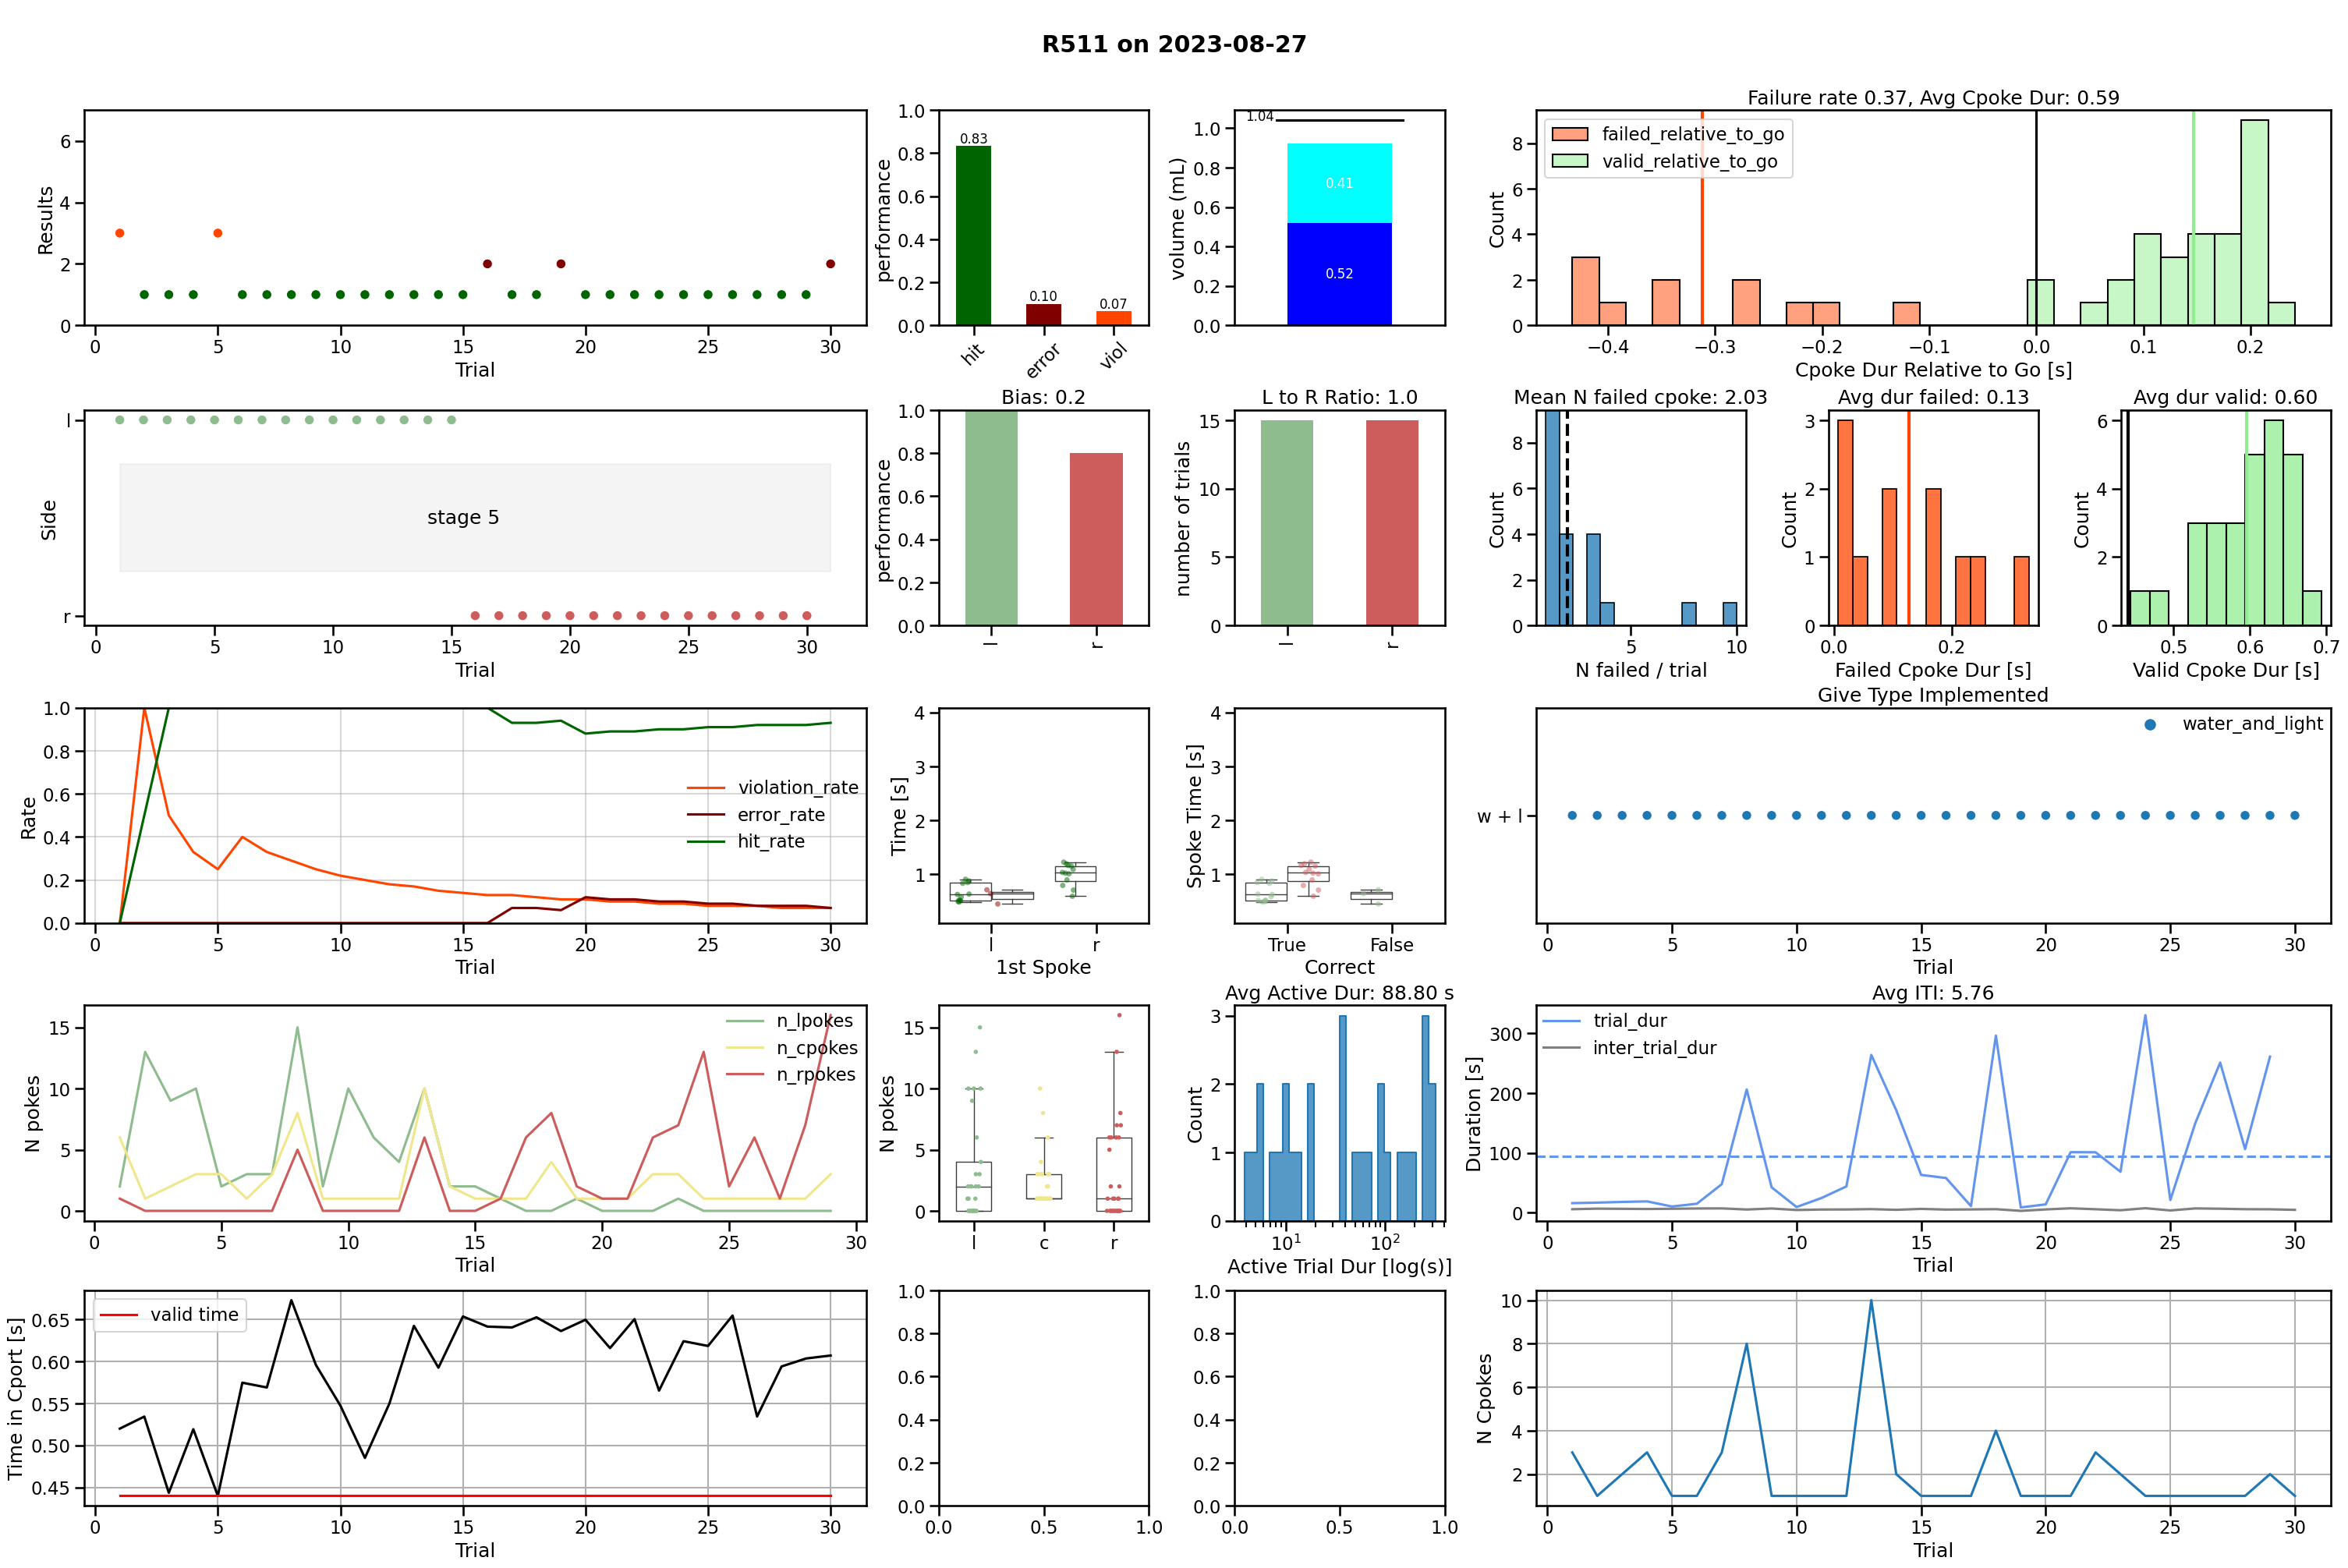 R511 on 2023-08-27
Results
6
4
2
0
0 5 10 15 20 25 30
Trial
performance
1.0
0.8
0.6
0.4
0.2
0.0
0.83
0.10
0.07
hit error viol
volume (mL)
1.0
0.8
0.6
0.4
0.2
0.0
1.04
0.41
0.52
Failure rate 0.37, Avg Cpoke Dur: 0.59
failed_relative_to_go
valid_relative_to_go
Count
8
6
4
2
0
−0.4 −0.3 −0.2 −0.1 0.0 0.1 0.2
Cpoke Dur Relative to Go [s]
Side
l
stage 5
r
0 5 10 15 20 25 30
Trial
Bias: 0.2
performance
1.0
0.8
0.6
0.4
0.2
0.0
l r
L to R Ratio: 1.0
number of trials
15
10
5
0
l r
Mean N failed cpoke: 2.03
Count
8
6
4
2
0
5 10
N failed / trial
Avg dur failed: 0.13
Count
3
2
1
0
0.0 0.2
Failed Cpoke Dur [s]
Avg dur valid: 0.60
Count
6
4
2
0
0.5 0.6 0.7
Valid Cpoke Dur [s]
Rate
1.0
0.8
0.6
0.4
0.2
0.0
violation_rate
error_rate
hit_rate
0 5 10 15 20 25 30
Trial
Time [s]
4
3
2
1
l r
1st Spoke
Spoke Time [s]
4
3
2
1
True False
Correct
Give Type Implemented
water_and_light
w + l
0 5 10 15 20 25 30
Trial
N pokes
15
10
5
0
n_lpokes
n_cpokes
n_rpokes
0 5 10 15 20 25 30
Trial
N pokes
15
10
5
0
l c r
Avg Active Dur: 88.80 s
Count
3
2
1
0
10¹ 10²
Active Trial Dur [log(s)]
Avg ITI: 5.76
trial_dur
inter_trial_dur
Duration [s]
300
200
100
0
0 5 10 15 20 25 30
Trial
Time in Cport [s]
valid time
0.65
0.60
0.55
0.50
0.45
0 5 10 15 20 25 30
Trial
1.0
0.8
0.6
0.4
0.2
0.0
0.0 0.5 1.0
1.0
0.8
0.6
0.4
0.2
0.0
0.0 0.5 1.0
N Cpokes
10
8
6
4
2
0 5 10 15 20 25 30
Trial